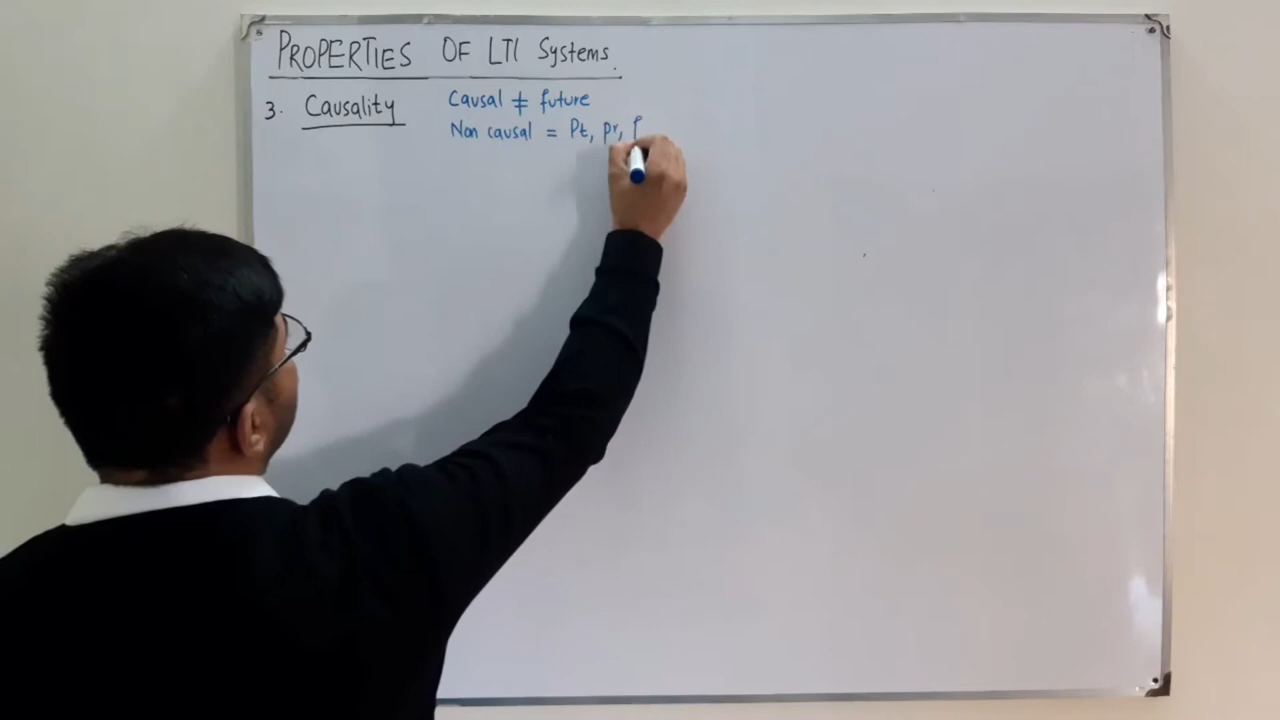 PROPERTIES OF LTI Systems.
3. Causality
Causal ≠ future
Non causal = Pt, pr, f